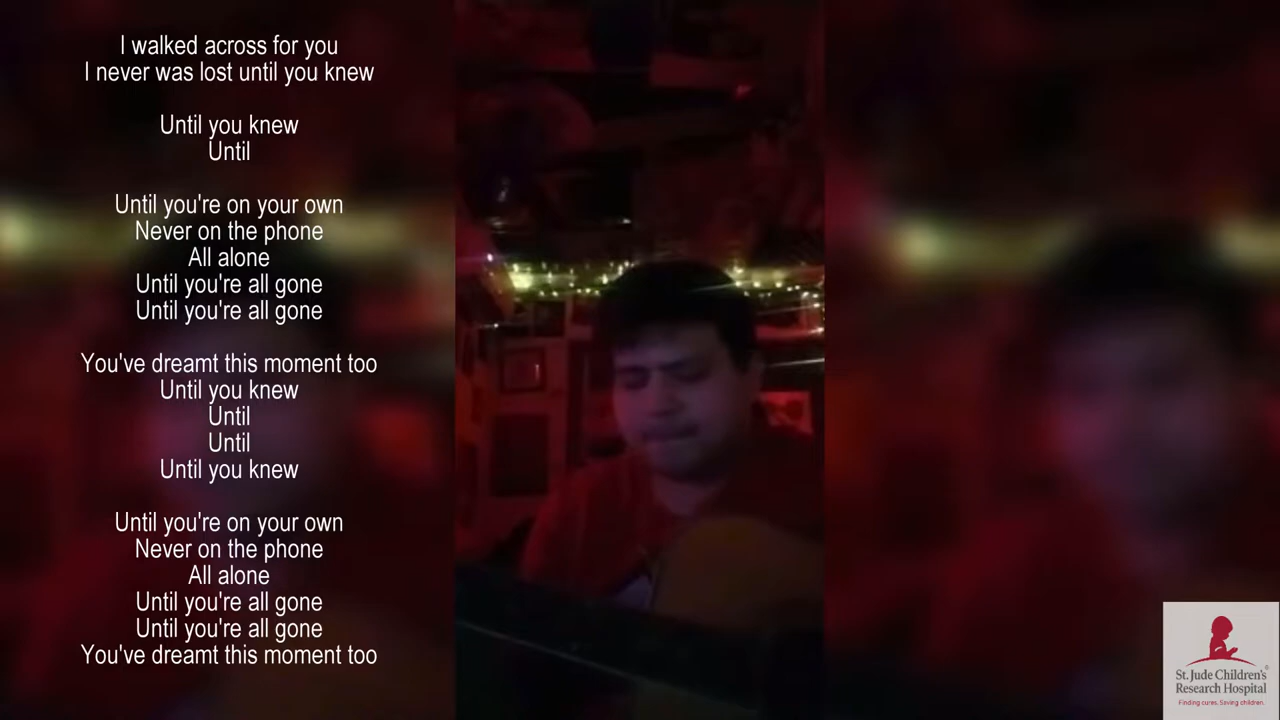 I walked across for you
I never was lost until you knew
Until you knew
Until
Until you're on your own
Never on the phone
All alone
Until you're all gone
Until you're all gone
You've dreamt this moment too
Until you knew
Until
Until
Until you knew
Until you're on your own
Never on the phone
All alone
Until you're all gone
Until you're all gone
You've dreamt this moment too
St. Jude Children's
Research Hospital
Finding cures. Saving children.